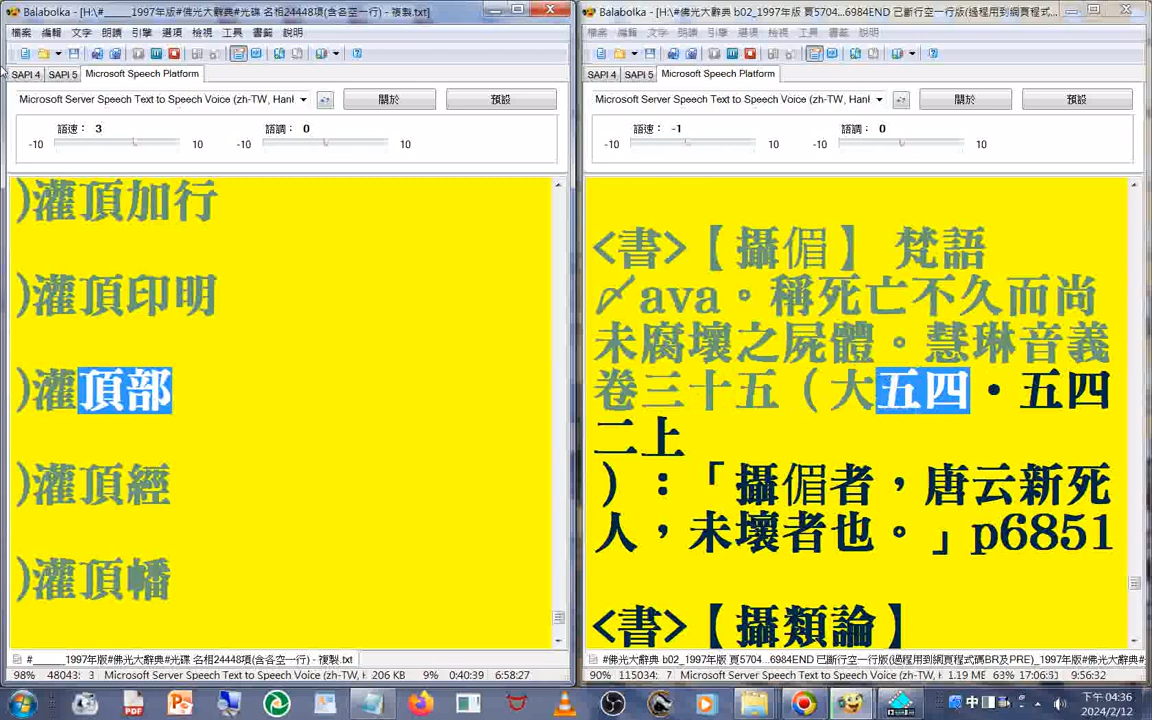 Balabolka - [H:\#_____1997年版#佛光大辭典#光碟 名相24448項(含各空一行) - 複製.txt]
檔案 編輯 文字 朗讀 引擎 選項 檢視 工具 書籤 說明
SAPI 4 SAPI 5 Microsoft Speech Platform
Microsoft Server Speech Text to Speech Voice (zh-TW, Hanl 關於 預設
語速： 3 語調： 0
-10 10 -10 10
)灌頂加行
)灌頂印明
)灌頂部
)灌頂經
)灌頂幡
#_____1997年版#佛光大辭典#光碟 名相24448項(含各空一行) - 複製.txt
98% 48043: 3 Microsoft Server Speech Text to Speech Voice (zh-TW, H 206 KB 9% 0:40:39 6:58:27
Balabolka - [H:\#佛光大辭典 b02_1997年版 頁5704...6984END 已斷行空一行版(過程用到網頁程式...
檔案 編輯 文字 朗讀 引擎 選項 檢視 工具 書籤 說明
SAPI 4 SAPI 5 Microsoft Speech Platform
Microsoft Server Speech Text to Speech Voice (zh-TW, Hanl 關於 預設
語速： -1 語調： 0
-10 10 -10 10
<書>【攝㑻】 梵語
〆ava。稱死亡不久而尚
未腐壞之屍體。慧琳音義
卷三十五（大五四・五四
二上
）：「攝㑻者，唐云新死
人，未壞者也。」p6851
<書>【攝類論】
#佛光大辭典 b02_1997年版 頁5704...6984END 已斷行空一行版(過程用到網頁程式碼BR及PRE)_1997年版#
90% 115034: 7 Microsoft Server Speech Text to Speech Voice (zh-TW, H 1.19 ME 63% 17:06:31 9:56:32
中
下午 04:36
2024/2/12